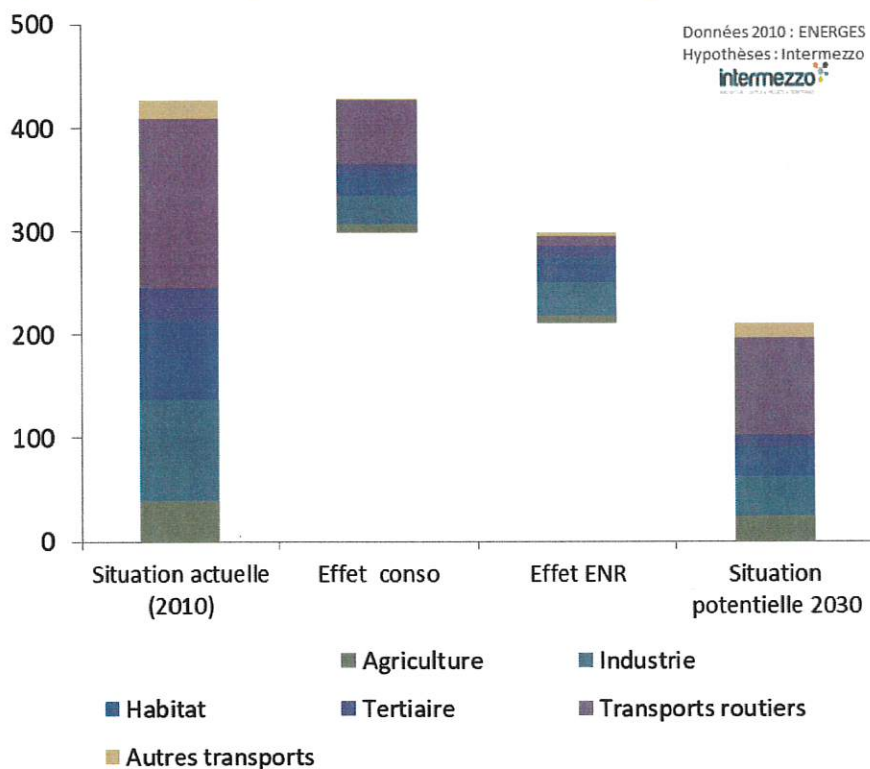 500
400
300
200
100
0
Données 2010 : ENERGES
Hypothèses : Intermezzo
intermezzo
Situation actuelle
(2010)
Effet conso
Effet ENR
Situation
potentielle 2030
Agriculture
Industrie
Habitat
Tertiaire
Transports routiers
Autres transports